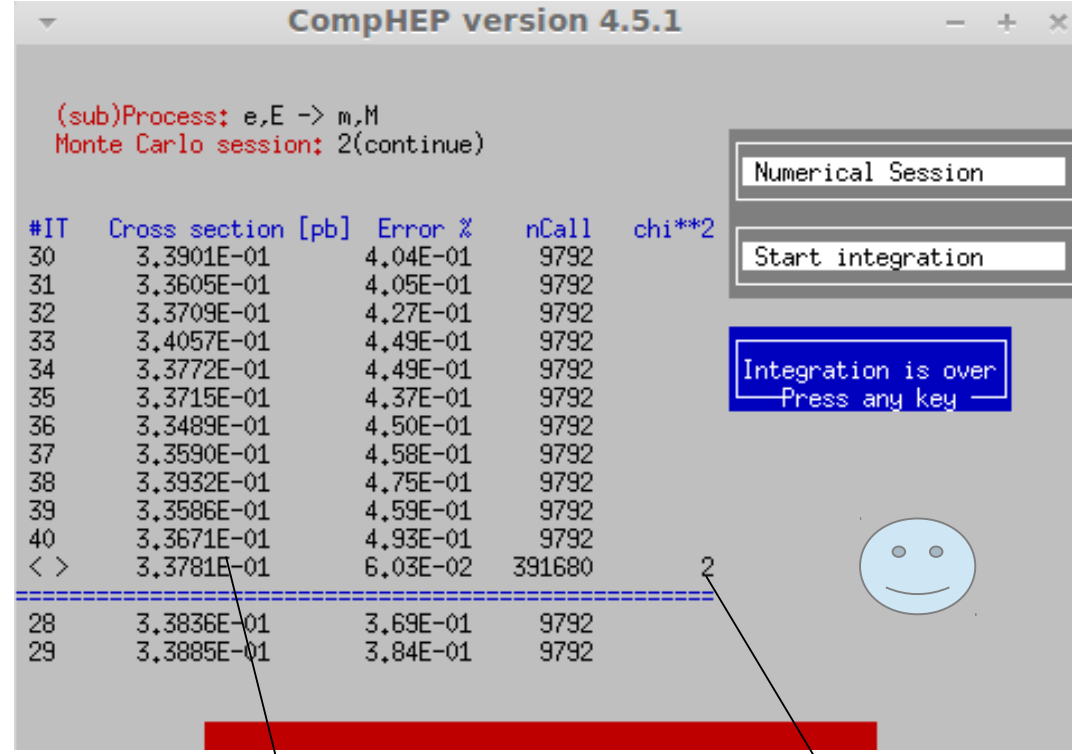 CompHEP version 4.5.1
(sub)Process: e,E -> m,M
Monte Carlo session: 2(continue)
Numerical Session
Start integration
#IT Cross section [pb] Error % nCall chi**2
30 3.3901E-01 4.04E-01 9792
31 3.3605E-01 4.05E-01 9792
32 3.3709E-01 4.27E-01 9792
33 3.4057E-01 4.49E-01 9792
34 3.3772E-01 4.49E-01 9792
35 3.3715E-01 4.37E-01 9792
36 3.3489E-01 4.50E-01 9792
37 3.3590E-01 4.58E-01 9792
38 3.3932E-01 4.75E-01 9792
39 3.3586E-01 4.59E-01 9792
40 3.3671E-01 4.93E-01 9792
< > 3.3781E-01 6.03E-02 391680 2
=====================================================
28 3.3836E-01 3.69E-01 9792
29 3.3885E-01 3.84E-01 9792
Integration is over
Press any key